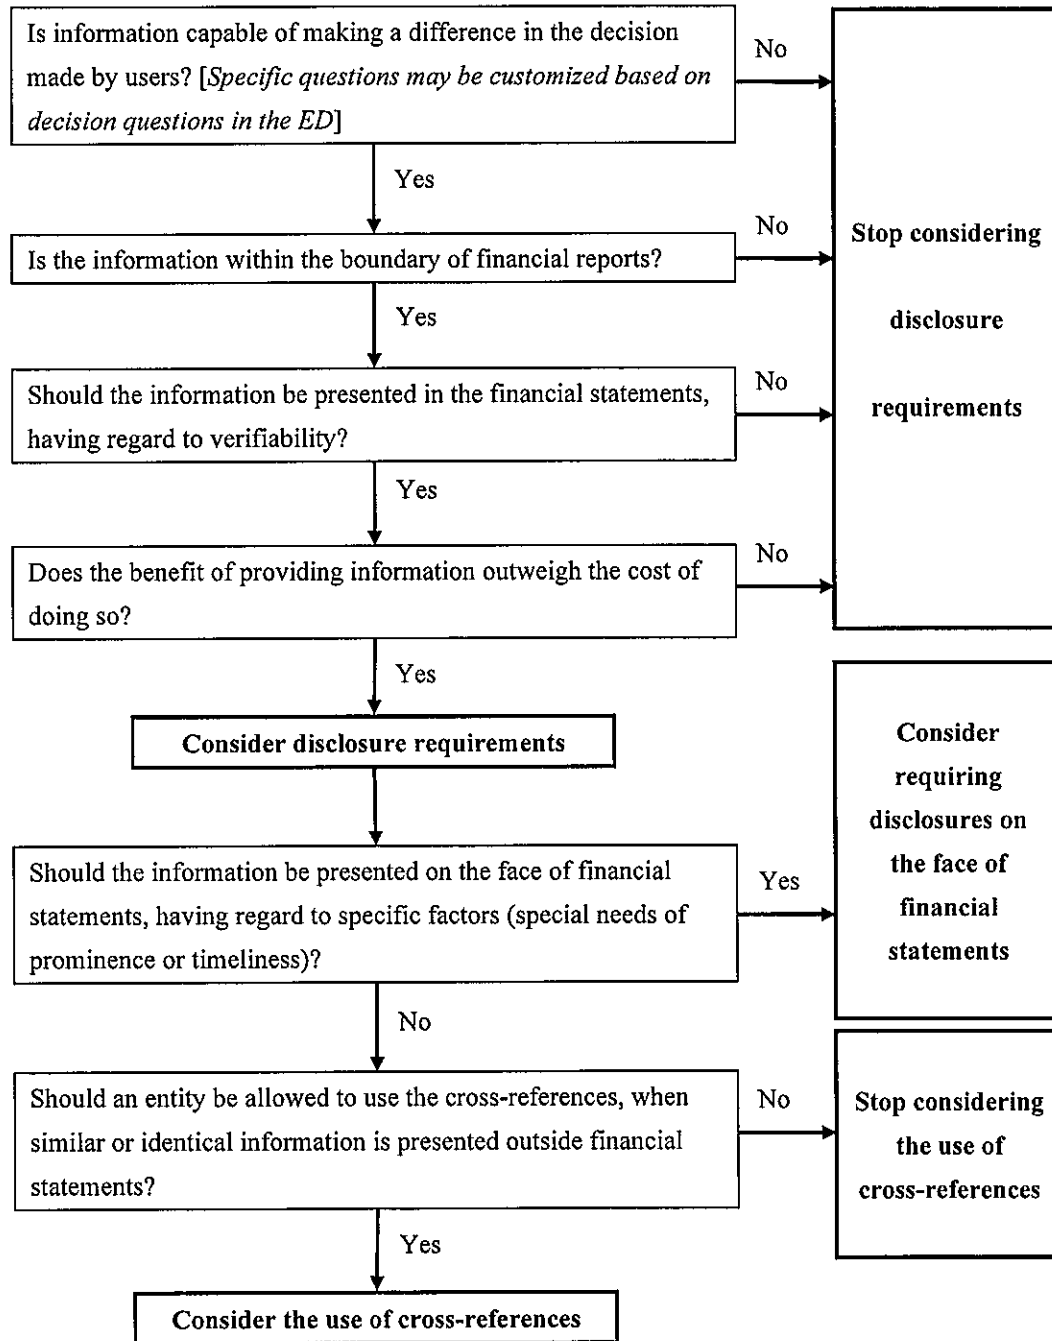 Is information capable of making a difference in the decision
made by users? [Specific questions may be customized based on
decision questions in the ED]
No
Yes
Is the information within the boundary of financial reports?
No
Stop considering
disclosure
requirements
Yes
Should the information be presented in the financial statements,
having regard to verifiability?
No
Yes
Does the benefit of providing information outweigh the cost of
doing so?
No
Yes
Consider disclosure requirements
Should the information be presented on the face of financial
statements, having regard to specific factors (special needs of
prominence or timeliness)?
Yes
Consider
requiring
disclosures on
the face of
financial
statements
No
Should an entity be allowed to use the cross-references, when
similar or identical information is presented outside financial
statements?
No
Stop considering
the use of
cross-references
Yes
Consider the use of cross-references